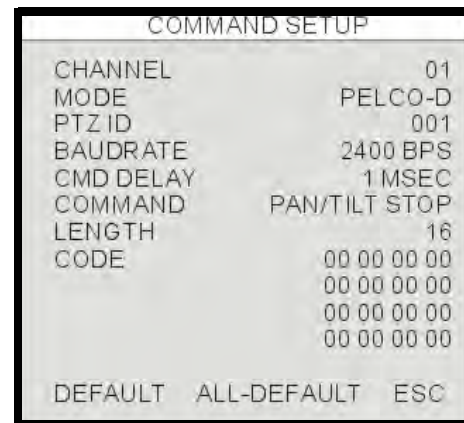 COMMAND SETUP
CHANNEL 01
MODE PELCO-D
PTZ ID 001
BAUDRATE 2400 BPS
CMD DELAY 1 MSEC
COMMAND PAN/TILT STOP
LENGTH 16
CODE 00 00 00 00
00 00 00 00
00 00 00 00
00 00 00 00
DEFAULT ALL-DEFAULT ESC